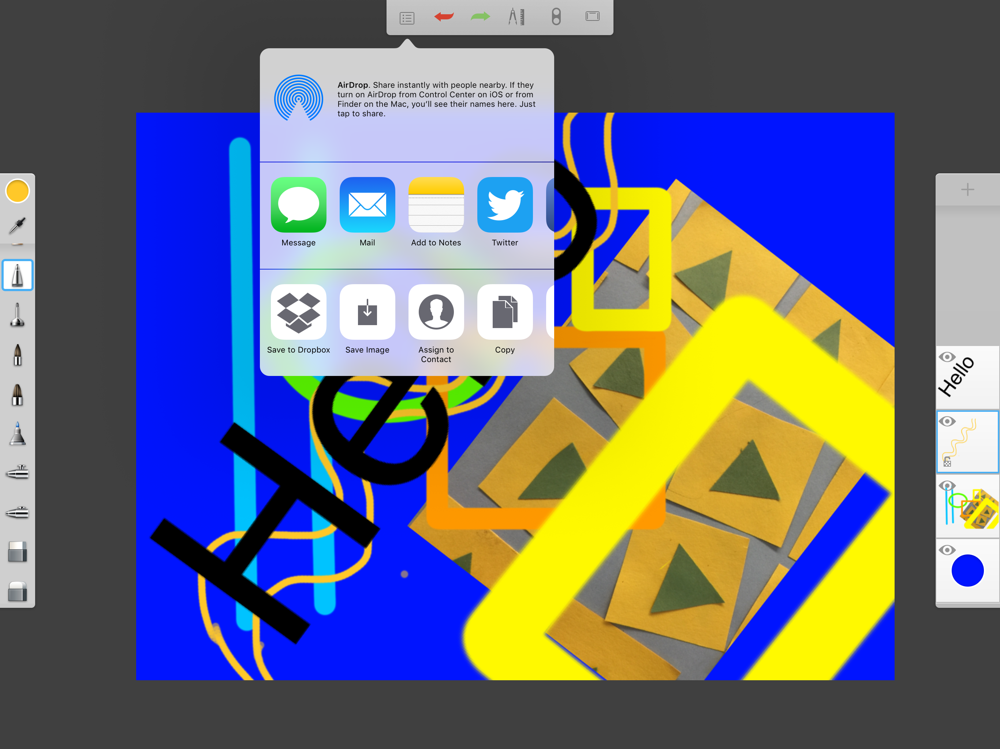 AirDrop. Share instantly with people nearby. If they
turn on AirDrop from Control Center on iOS or from
Finder on the Mac, you'll see their names here. Just
tap to share.
Message
Mail
Add to Notes
Twitter
Save to Dropbox
Save Image
Assign to
Contact
Copy
He
Hello